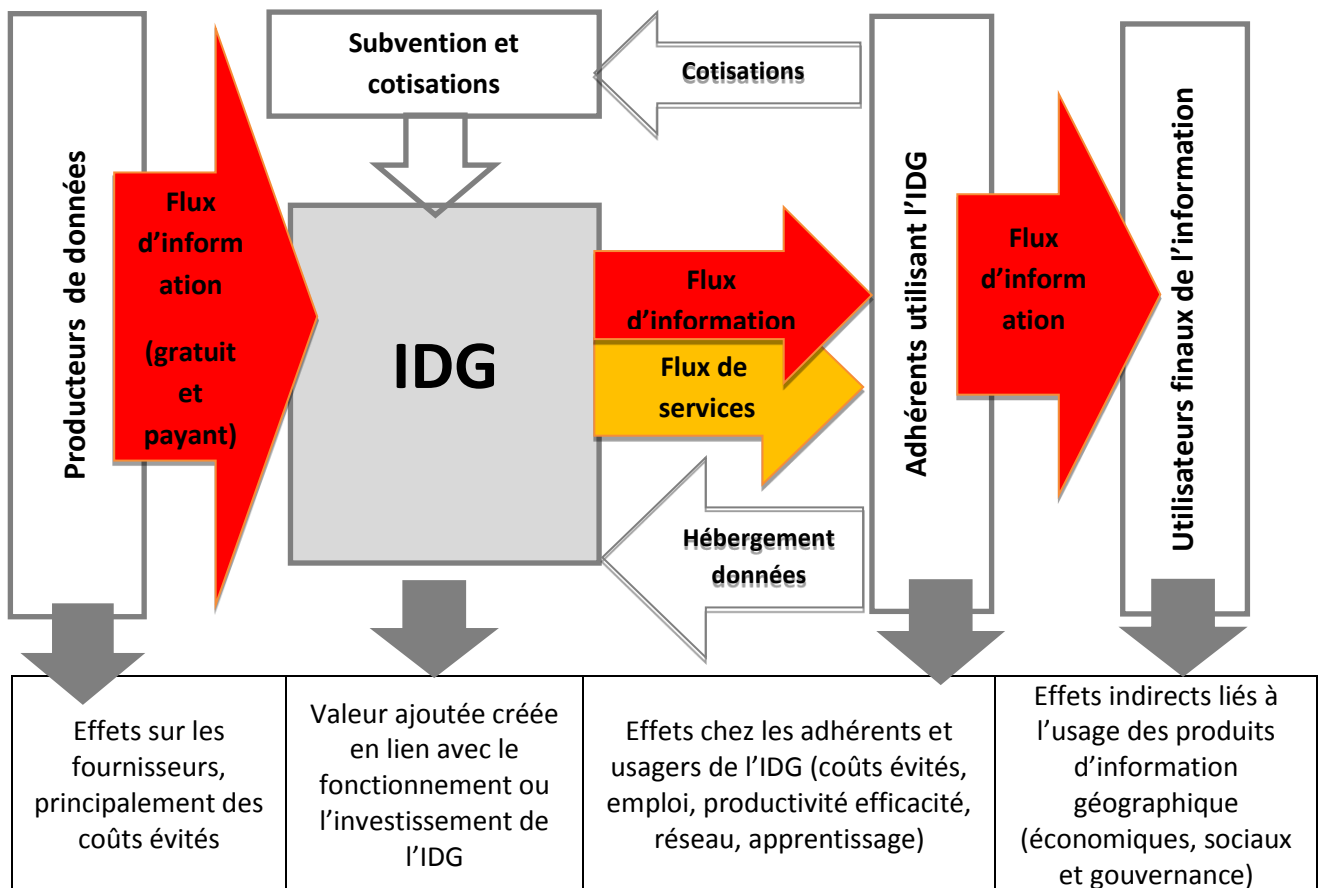 Producteurs de données
Flux
d’inform
ation
(gratuit
et
payant)
Subvention et
cotisations
Cotisations
IDG
Flux
d’information
Flux de
services
Hébergement
données
Adhérents utilisant l’IDG
Flux
d’inform
ation
Utilisateurs finaux de l’information
Effets sur les
fournisseurs,
principalement des
coûts évités
Valeur ajoutée créée
en lien avec le
fonctionnement ou
l’investissement de
l’IDG
Effets chez les adhérents et
usagers de l’IDG (coûts évités,
emploi, productivité efficacité,
réseau, apprentissage)
Effets indirects liés à
l’usage des produits
d’information
géographique
(économiques, sociaux
et gouvernance)